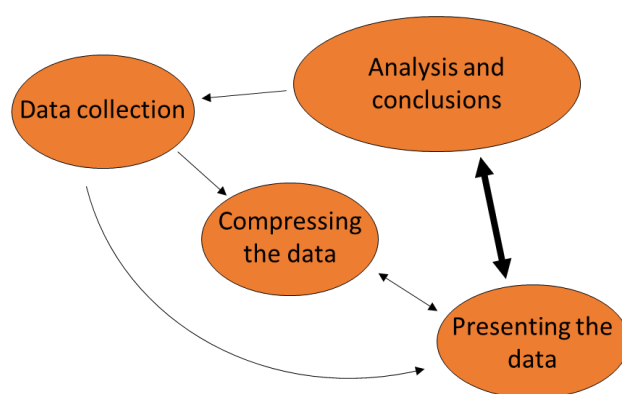 Analysis and
conclusions
Data collection
Compressing
the data
Presenting the
data